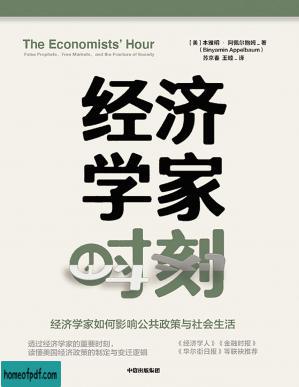 The Economists' Hour
False Prophets, Free Markets, and the Fracture of Society
［美］本雅明·阿佩尔鲍姆_著
(Binyamin Appelbaum)
苏京春 王琰_译
经济
学家
时刻
经济学家如何影响公共政策与社会生活
透过经济学家的重要时刻，
读懂美国经济政策的制定与变迁逻辑
《经济学人》《金融时报》
《华尔街日报》等联袂推荐
中信出版集团
homeofpdf.com